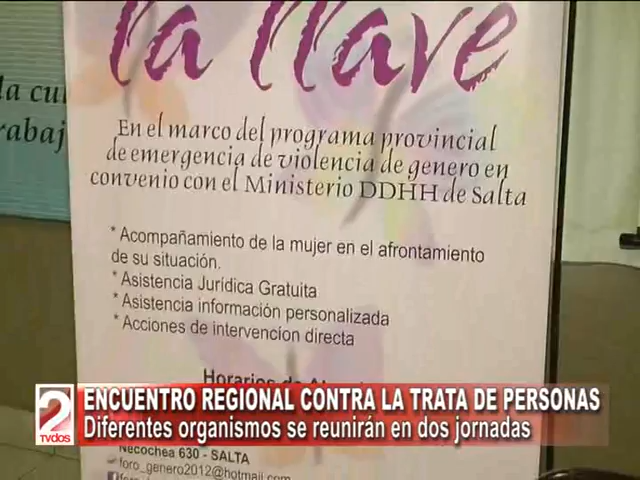 la llave
la cu
rabaj
En el marco del programa provincial
de emergencia de violencia de genero en
convenio con el Ministerio DDHH de Salta
* Acompañamiento de la mujer en el afrontamiento
de su situación.
* Asistencia Jurídica Gratuita
* Asistencia información personalizada
* Acciones de intervencion directa
Horarios de
2
tvdos
ENCUENTRO REGIONAL CONTRA LA TRATA DE PERSONAS
Diferentes organismos se reunirán en dos jornadas
Necochea 630 - SALTA
foro_genero2012@hotmail.com